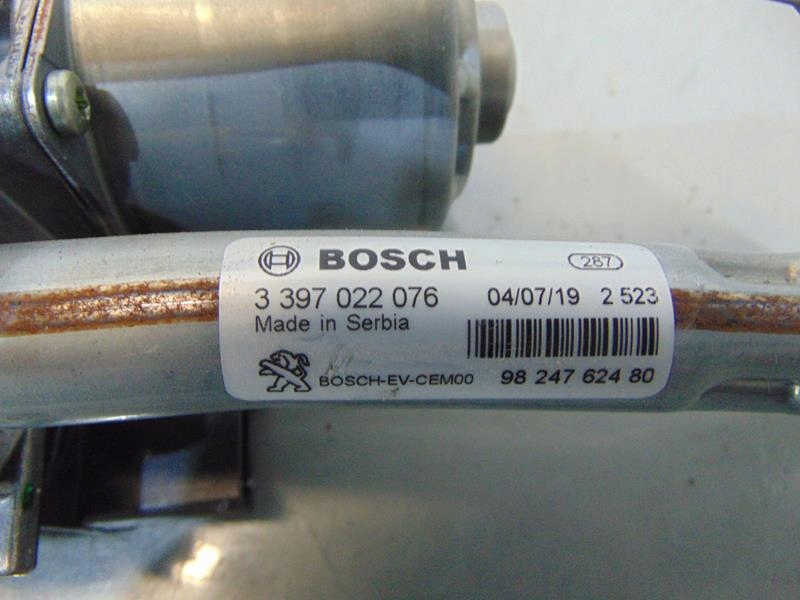 BOSCH 287
3 397 022 076 04/07/19 2 523
Made in Serbia
BOSCH-EV-CEM00 98 247 624 80